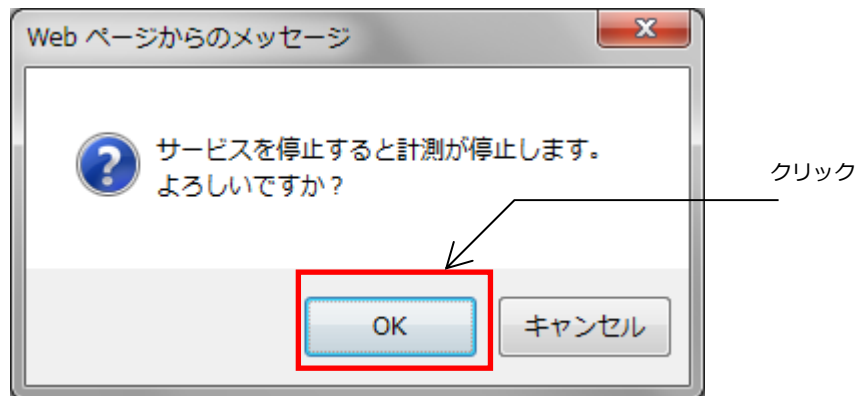 Web ページからのメッセージ
サービスを停止すると計測が停止します。
よろしいですか？
クリック
OK
キャンセル